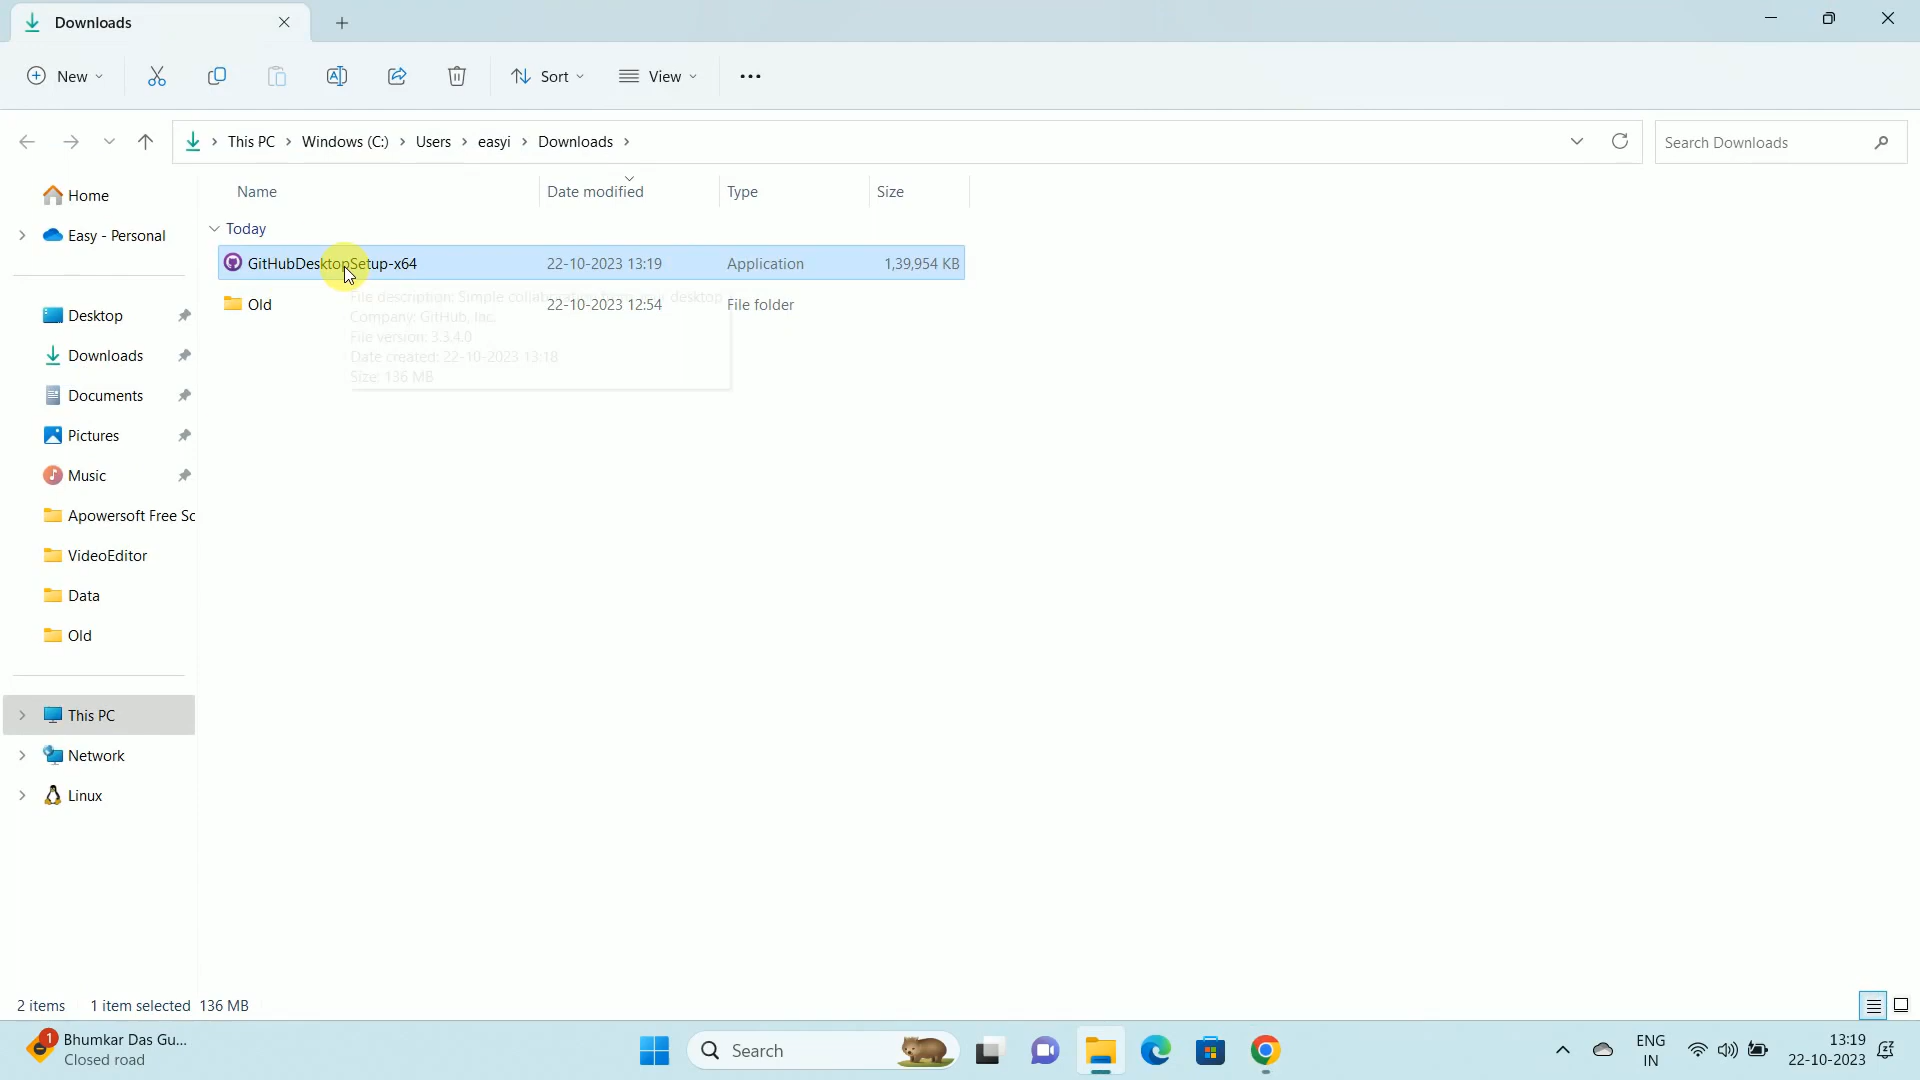 Downloads
New
Sort
View
This PC
Windows (C:)
Users
easyi
Downloads
Search Downloads
Home
Easy - Personal
Desktop
Downloads
Documents
Pictures
Music
Apowersoft Free Sc
VideoEditor
Data
Old
This PC
Network
Linux
Name Date modified Type Size
Today
GitHubDesktopSetup-x64 22-10-2023 13:19 Application 1,39,954 KB
Old 22-10-2023 12:54 File folder
File description: Simple collaboration desktop
Company: GitHub, Inc.
File version: 3.3.4.0
Date created: 22-10-2023 13:18
Size: 136 MB
2 items 1 item selected 136 MB
1
Bhumkar Das Gu...
Closed road
Search
ENG
IN
13:19
22-10-2023